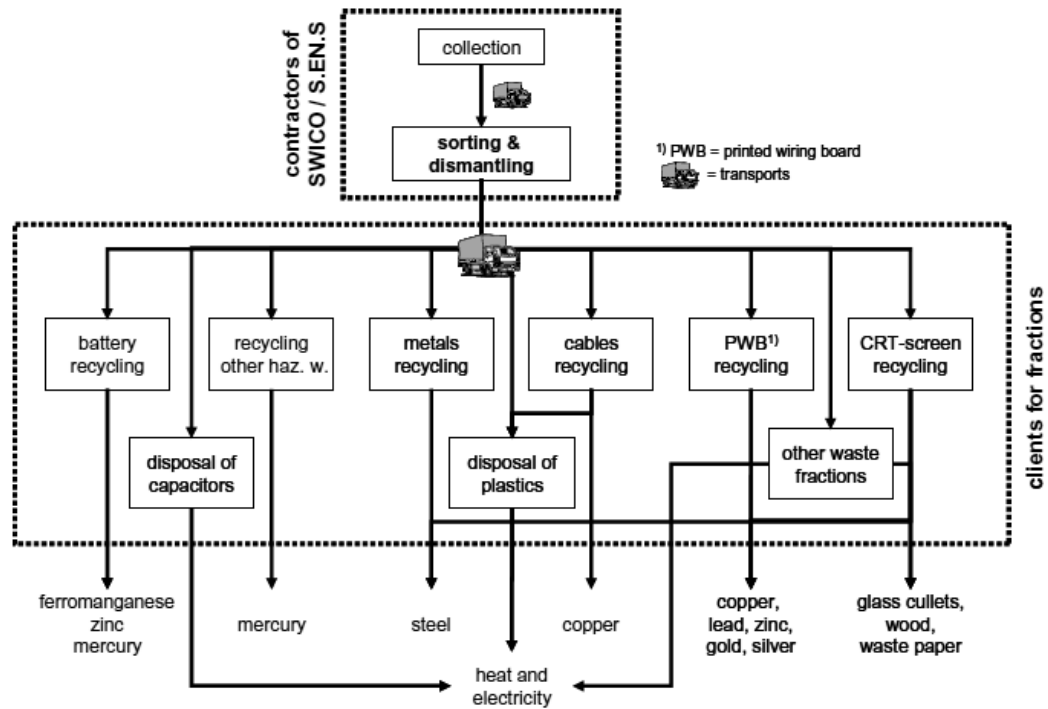 contractors of
SWICO / S.EN.S
collection
sorting &
dismantling
1) PWB = printed wiring board
= transports
clients for fractions
battery
recycling
recycling
other haz. w.
metals
recycling
cables
recycling
PWB1)
recycling
CRT-screen
recycling
disposal of
capacitors
disposal of
plastics
other waste
fractions
ferromanganese
zinc
mercury
mercury
steel
copper
copper,
lead, zinc,
gold, silver
glass cullets,
wood,
waste paper
heat and
electricity